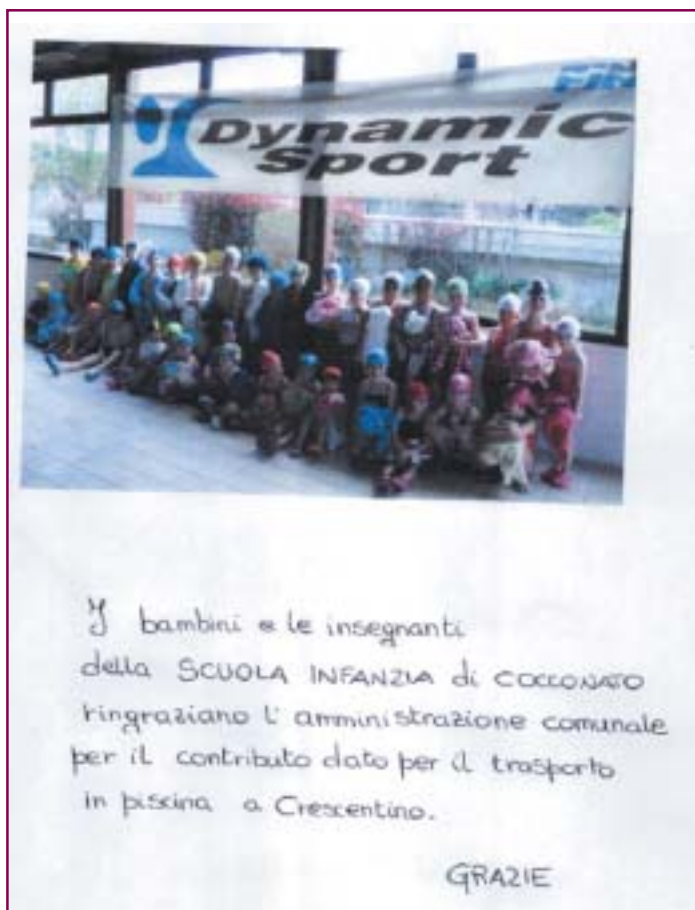 FIN
Dynamic
Sport
I bambini e le insegnanti
della SCUOLA INFANZIA di COCCONATO
ringraziano l'amministrazione comunale
per il contributo dato per il trasporto
in piscina a Crescentino.
GRAZIE